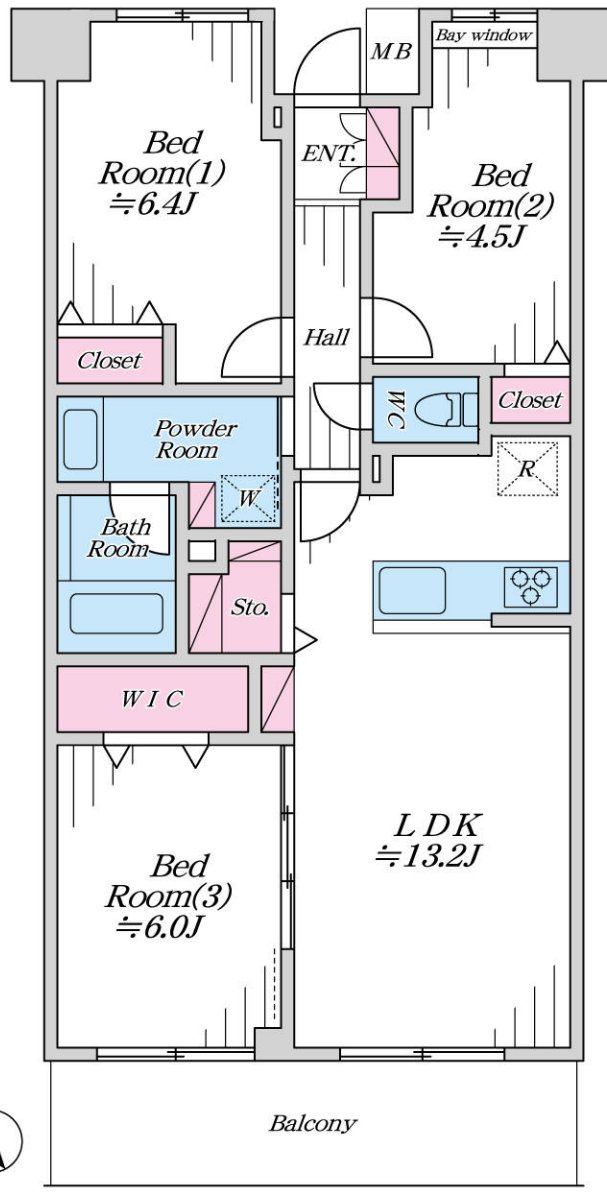 MB
Bay window
Bed
Room(1)
≒6.4J
ENT.
Bed
Room(2)
≒4.5J
Hall
Closet
WC
Closet
Powder
Room
W
R
Bath
Room
Sto.
WIC
LDK
≒13.2J
Bed
Room(3)
≒6.0J
Balcony